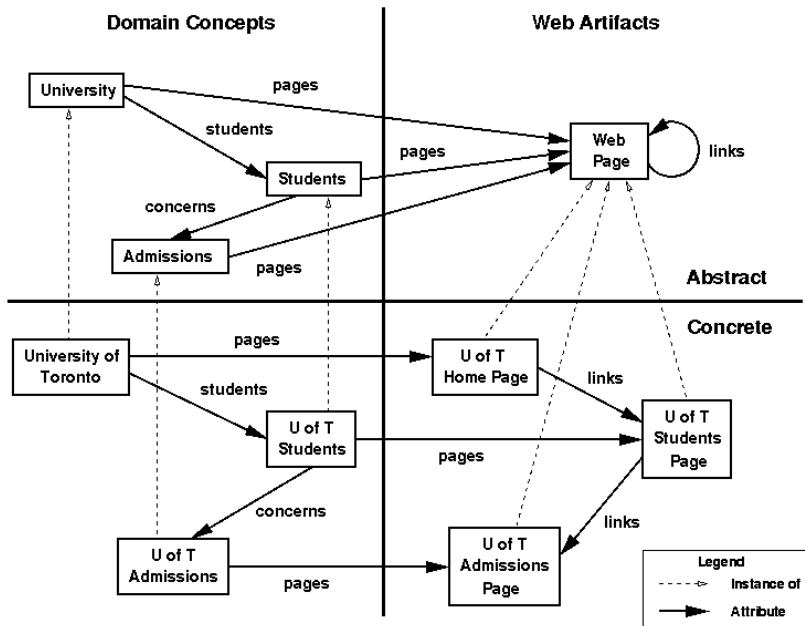 Domain Concepts
Web Artifacts
University
pages
students
Students
pages
Web
Page
links
concerns
Admissions
pages
Abstract
Concrete
University of
Toronto
pages
U of T
Home Page
students
links
U of T
Students
pages
U of T
Students
Page
concerns
links
U of T
Admissions
pages
U of T
Admissions
Page
Legend
Instance of
Attribute